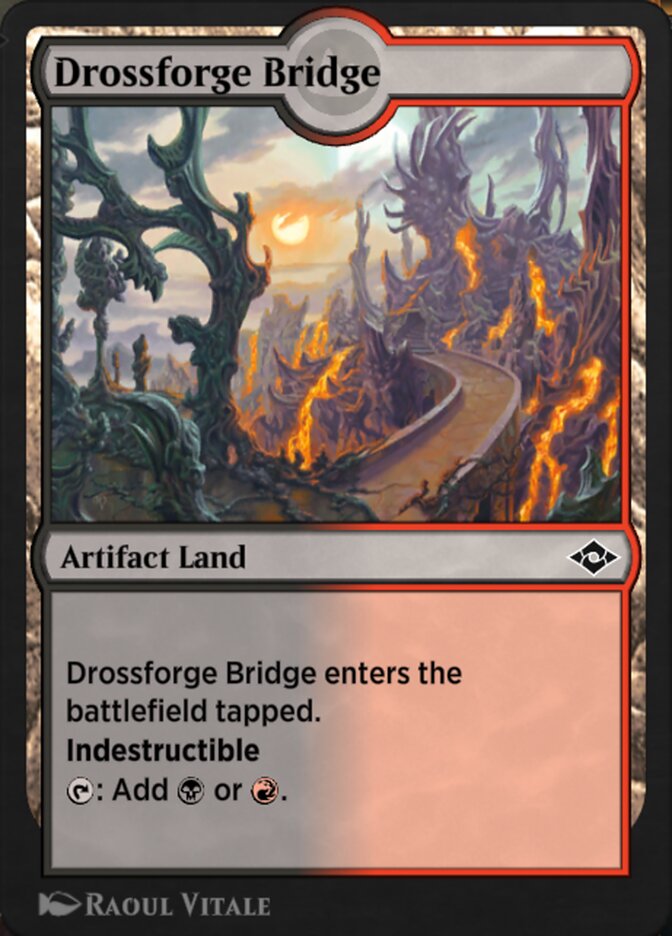 Drossforge Bridge
Artifact Land
Drossforge Bridge enters the
battlefield tapped.
Indestructible
: Add or .
Raoul Vitale